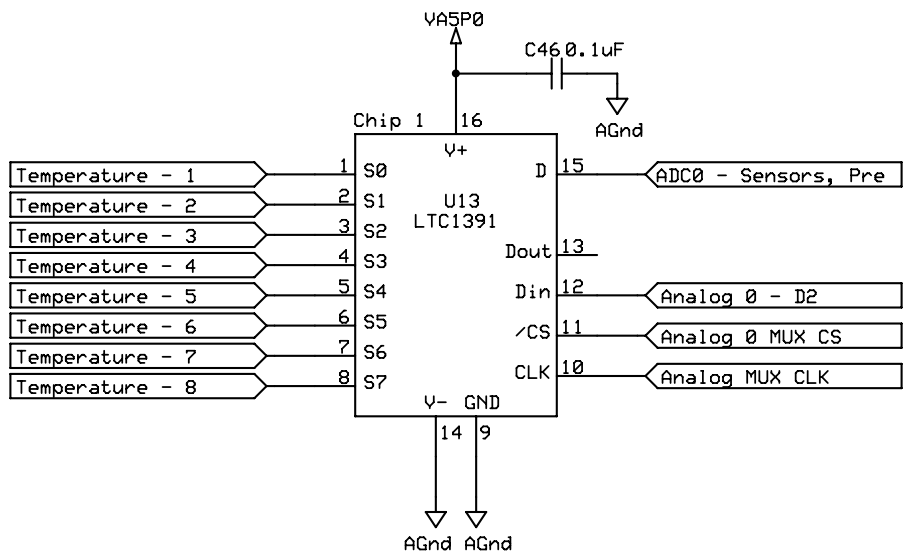 VA5P0
C46 0.1uF
AGnd
Chip 1
16
V+
Temperature - 1
1
S0
D
15
ADC0 - Sensors, Pre
Temperature - 2
2
S1
U13
LTC1391
Temperature - 3
3
S2
Dout
13
Temperature - 4
4
S3
Temperature - 5
5
S4
Din
12
Analog 0 - D2
Temperature - 6
6
S5
/CS
11
Analog 0 MUX CS
Temperature - 7
7
S6
CLK
10
Analog MUX CLK
Temperature - 8
8
S7
V- GND
14
9
AGnd AGnd